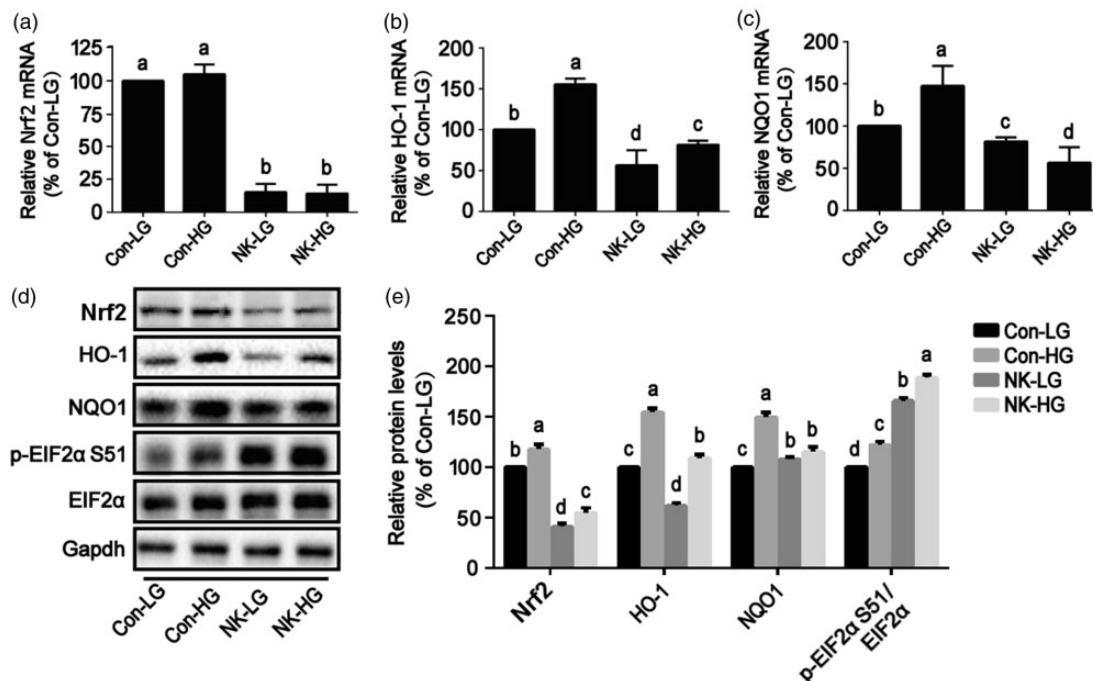 (a)
Relative Nrf2 mRNA
(% of Con-LG)
125
100
75
50
25
0
a
a
b
b
Con-LG
Con-HG
NK-LG
NK-HG
(b)
Relative HO-1 mRNA
(% of Con-LG)
200
150
100
50
0
b
a
d
c
Con-LG
Con-HG
NK-LG
NK-HG
(c)
Relative NQO1 mRNA
(% of Con-LG)
200
150
100
50
0
b
a
c
d
Con-LG
Con-HG
NK-LG
NK-HG
(d)
Nrf2
HO-1
NQO1
p-EIF2α S51
EIF2α
Gapdh
Con-LG
Con-HG
NK-LG
NK-HG
(e)
Relative protein levels
(% of Con-LG)
250
200
150
100
50
0
b
a
d
c
c
a
d
b
c
a
b
b
d
c
b
a
Nrf2
HO-1
NQO1
p-EIF2α S51/
EIF2α
Con-LG
Con-HG
NK-LG
NK-HG